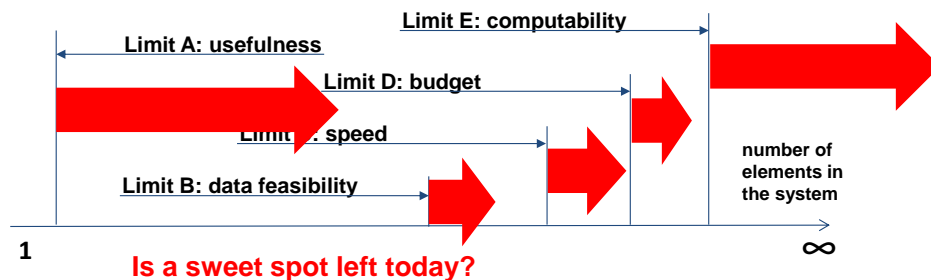 Limit E: computability
Limit A: usefulness
Limit D: budget
speed
Limit B: data feasibility
number of
elements in
the system
1
∞
Is a sweet spot left today?